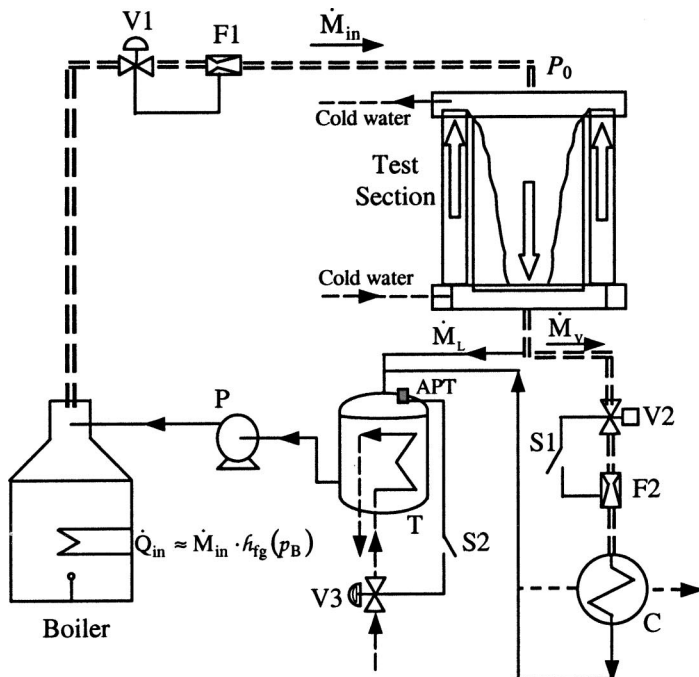 V1
F1
Ṁin
P0
Cold water
Test
Section
Cold water
ṀL
Ṁv
APT
P
V2
S1
F2
T
S2
Q̇in ≈ Ṁin · hfg(pB)
V3
C
Boiler